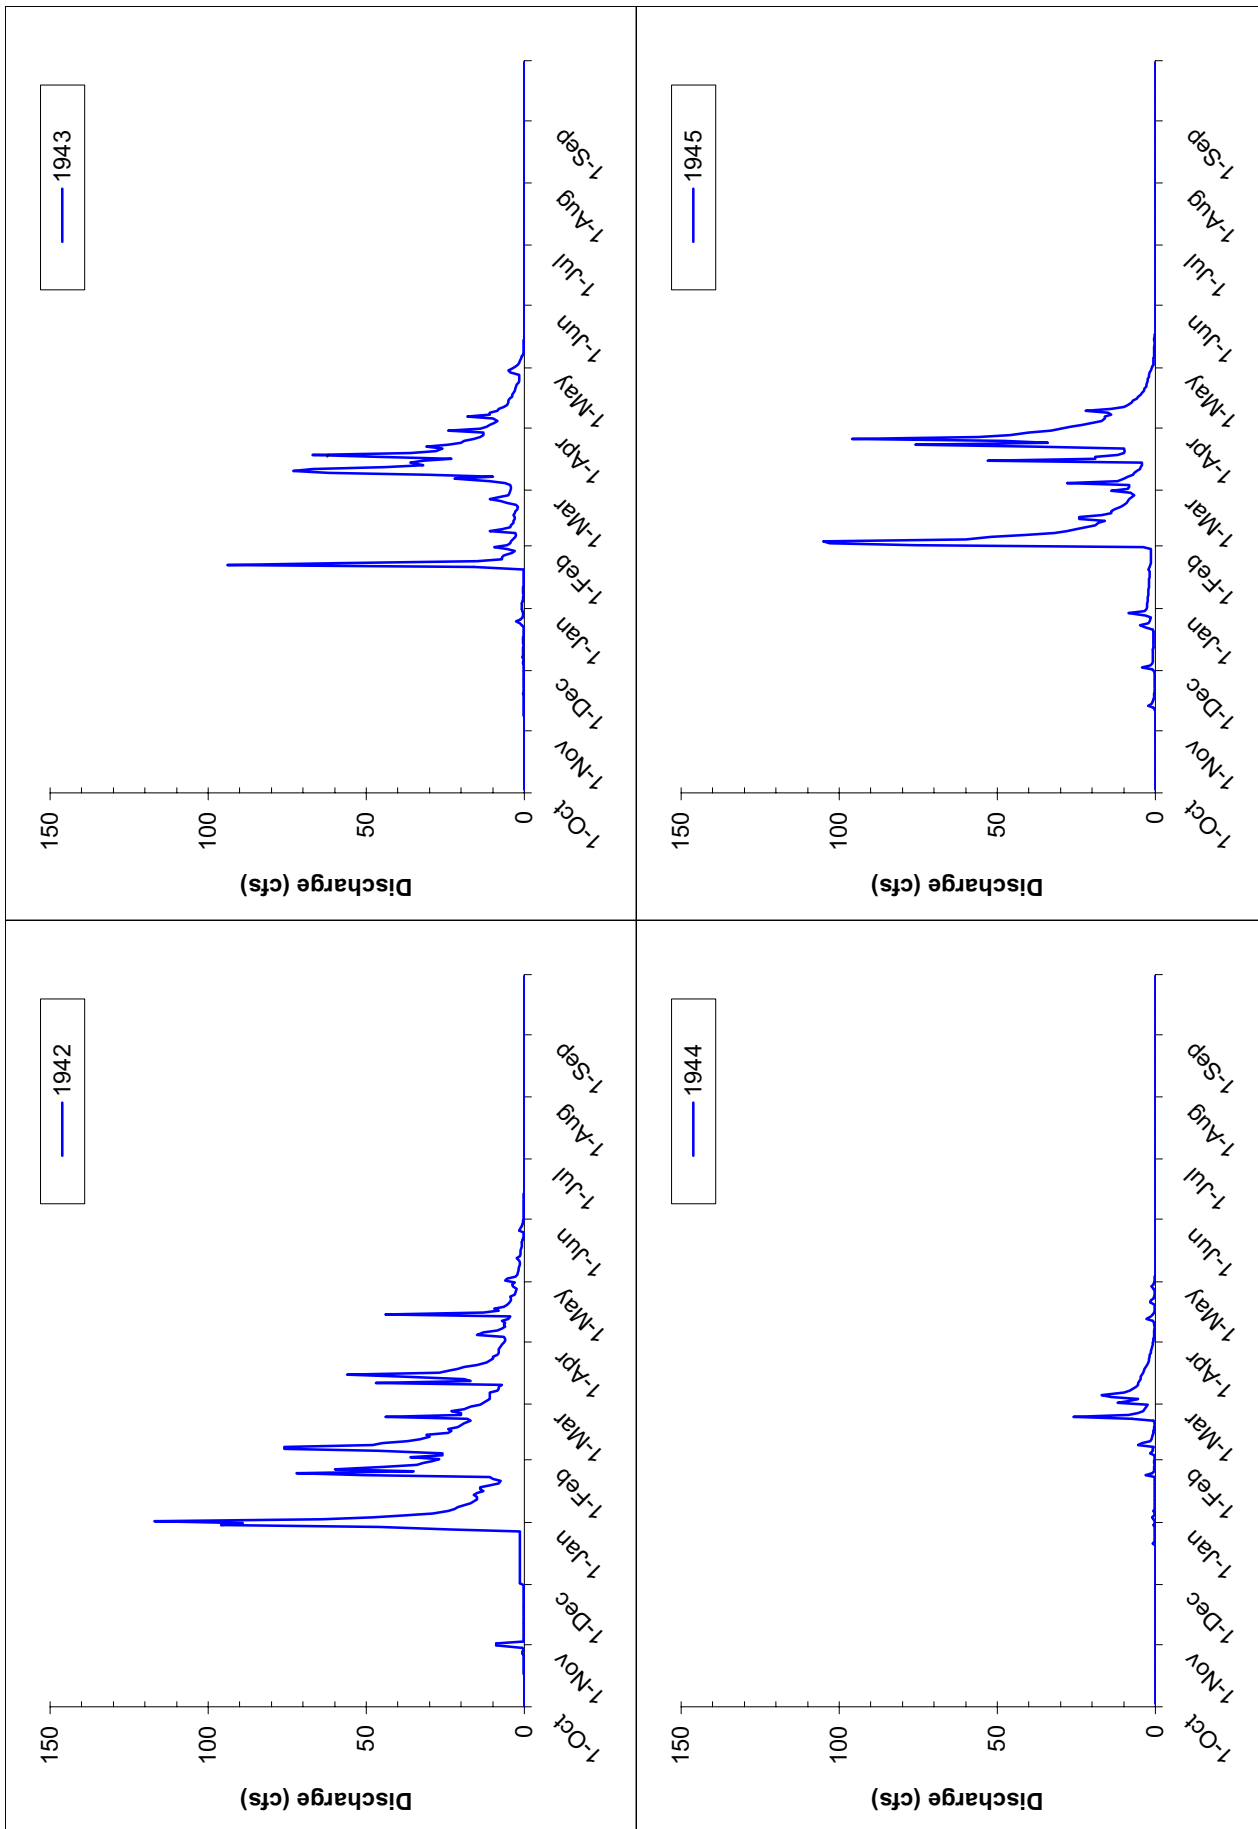 1942
150
100
50
0
Discharge (cfs)
1-Oct
1-Nov
1-Dec
1-Jan
1-Feb
1-Mar
1-Apr
1-May
1-Jun
1-Jul
1-Aug
1-Sep
1943
150
100
50
0
Discharge (cfs)
1-Oct
1-Nov
1-Dec
1-Jan
1-Feb
1-Mar
1-Apr
1-May
1-Jun
1-Jul
1-Aug
1-Sep
1944
150
100
50
0
Discharge (cfs)
1-Oct
1-Nov
1-Dec
1-Jan
1-Feb
1-Mar
1-Apr
1-May
1-Jun
1-Jul
1-Aug
1-Sep
1945
150
100
50
0
Discharge (cfs)
1-Oct
1-Nov
1-Dec
1-Jan
1-Feb
1-Mar
1-Apr
1-May
1-Jun
1-Jul
1-Aug
1-Sep